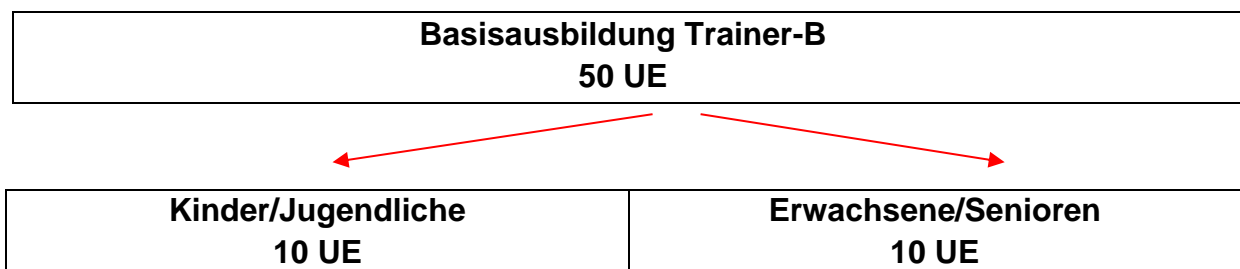 Basisausbildung Trainer-B
50 UE
Kinder/Jugendliche
10 UE
Erwachsene/Senioren
10 UE